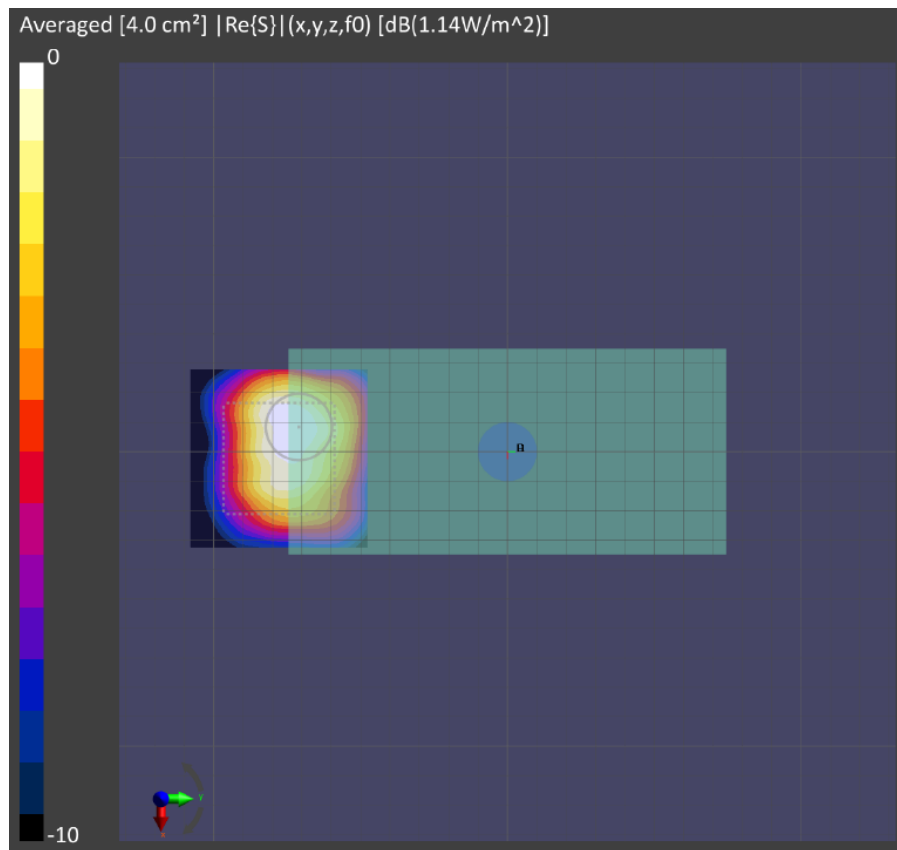 Averaged [4.0 cm²] |Re{S}|(x,y,z,f0) [dB(1.14W/m^2)]
0
-10
Y
X